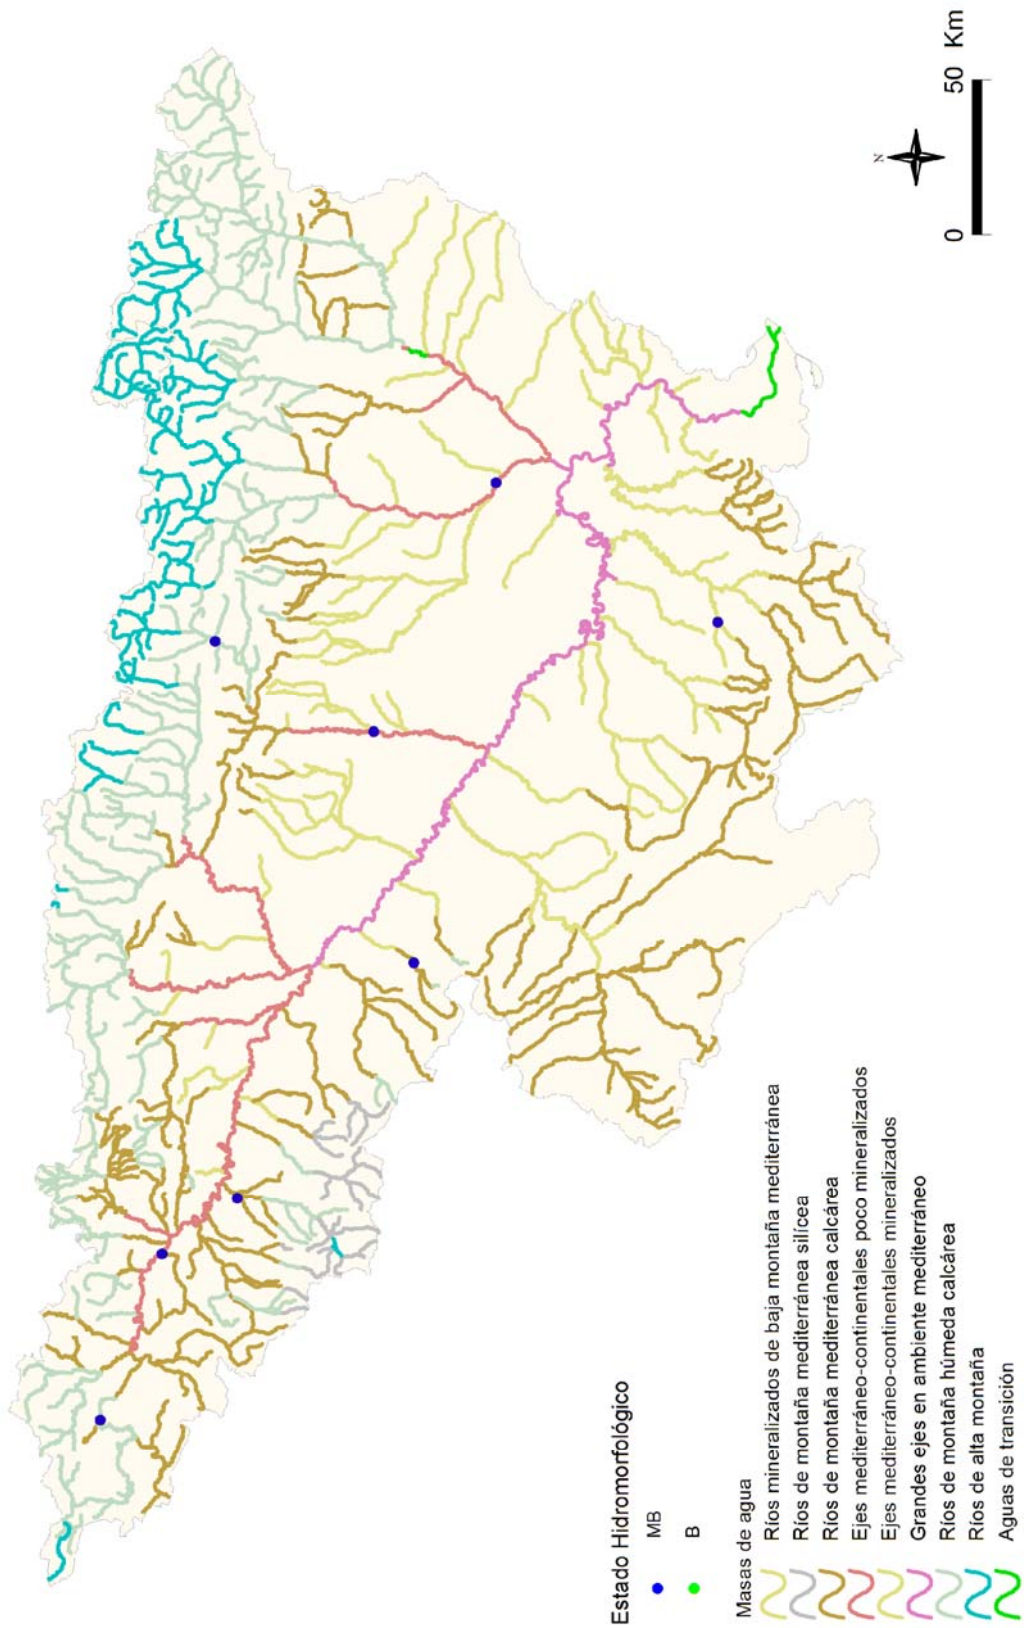 N
0
50 Km
Estado Hidromorfológico
MB
B
Masas de agua
Ríos mineralizados de baja montaña mediterránea
Ríos de montaña mediterránea silícea
Ríos de montaña mediterránea calcárea
Ejes mediterráneo-continentales poco mineralizados
Ejes mediterráneo-continentales mineralizados
Grandes ejes en ambiente mediterráneo
Ríos de montaña húmeda calcárea
Ríos de alta montaña
Aguas de transición